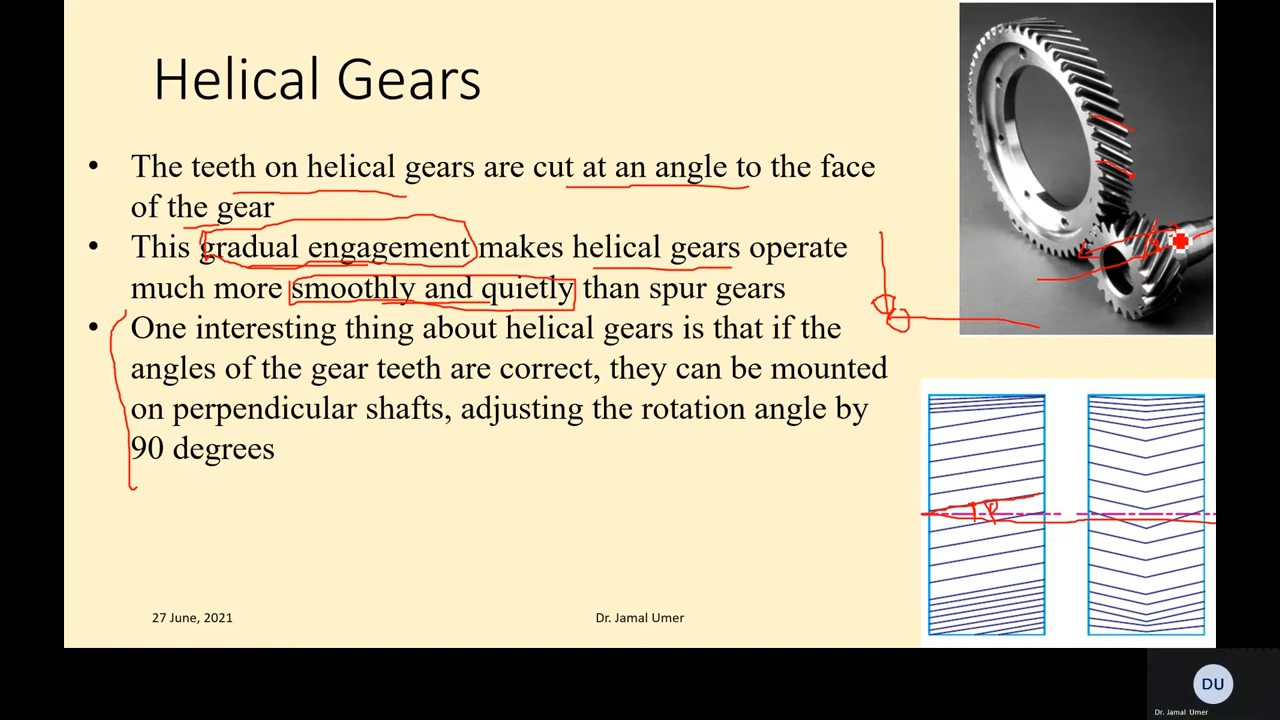 Helical Gears
• The teeth on helical gears are cut at an angle to the face
of the gear
• This gradual engagement makes helical gears operate
much more smoothly and quietly than spur gears
• One interesting thing about helical gears is that if the
angles of the gear teeth are correct, they can be mounted
on perpendicular shafts, adjusting the rotation angle by
90 degrees
27 June, 2021
Dr. Jamal Umer
DU
Dr. Jamal Umer